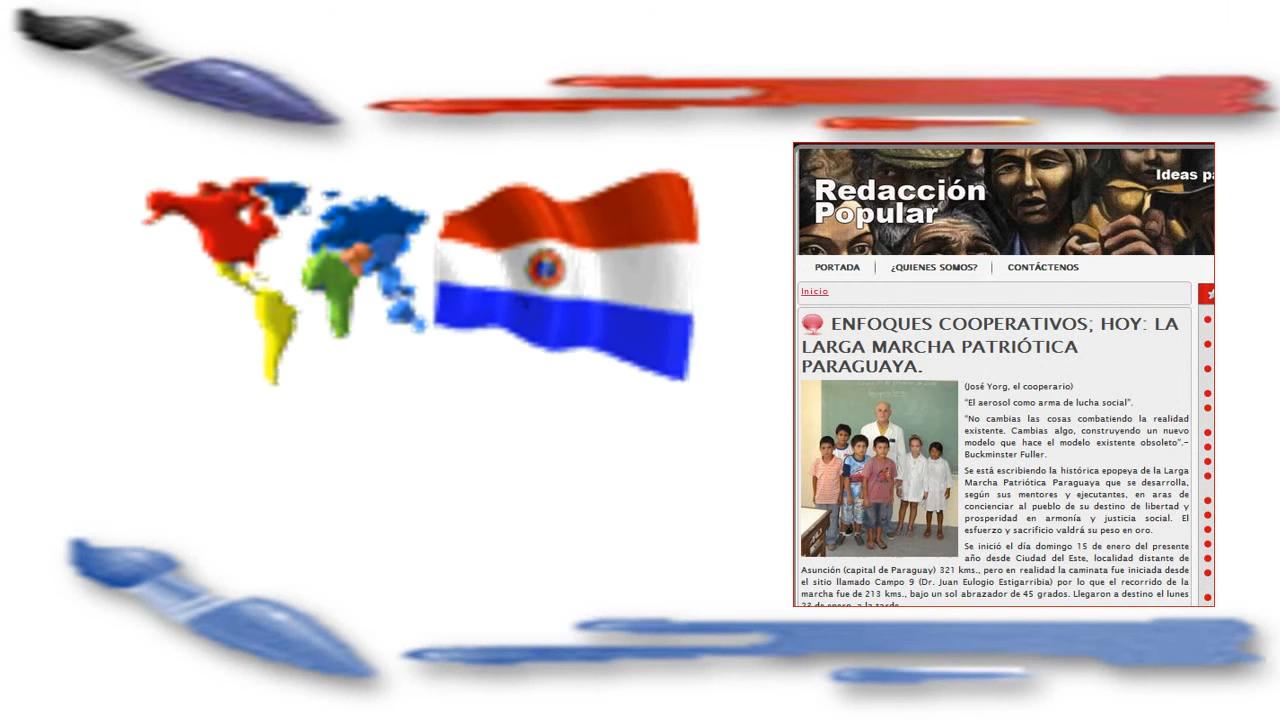 Redacción
Popular
Ideas pa
PORTADA
¿QUIENES SOMOS?
CONTÁCTENOS
Inicio
ENFOQUES COOPERATIVOS; HOY: LA
LARGA MARCHA PATRIÓTICA
PARAGUAYA.
(José Yorg, el cooperario)
"El aerosol como arma de lucha social".
"No cambias las cosas combatiendo la realidad
existente. Cambias algo, construyendo un nuevo
modelo que hace el modelo existente obsoleto".-
Buckminster Fuller.
Se está escribiendo la histórica epopeya de la Larga
Marcha Patriótica Paraguaya que se desarrolla,
según sus mentores y ejecutantes, en aras de
concienciar al pueblo de su destino de libertad y
prosperidad en armonía y justicia social. El
esfuerzo y sacrificio valdrá su peso en oro.
Se inició el día domingo 15 de enero del presente
año desde Ciudad del Este, localidad distante de
Asunción (capital de Paraguay) 321 kms., pero en realidad la caminata fue iniciada desde
el sitio llamado Campo 9 (Dr. Juan Eulogio Estigarribia) por lo que el recorrido de la
marcha fue de 213 kms., bajo un sol abrazador de 45 grados. Llegaron a destino el lunes
23 de enero, a la tarde